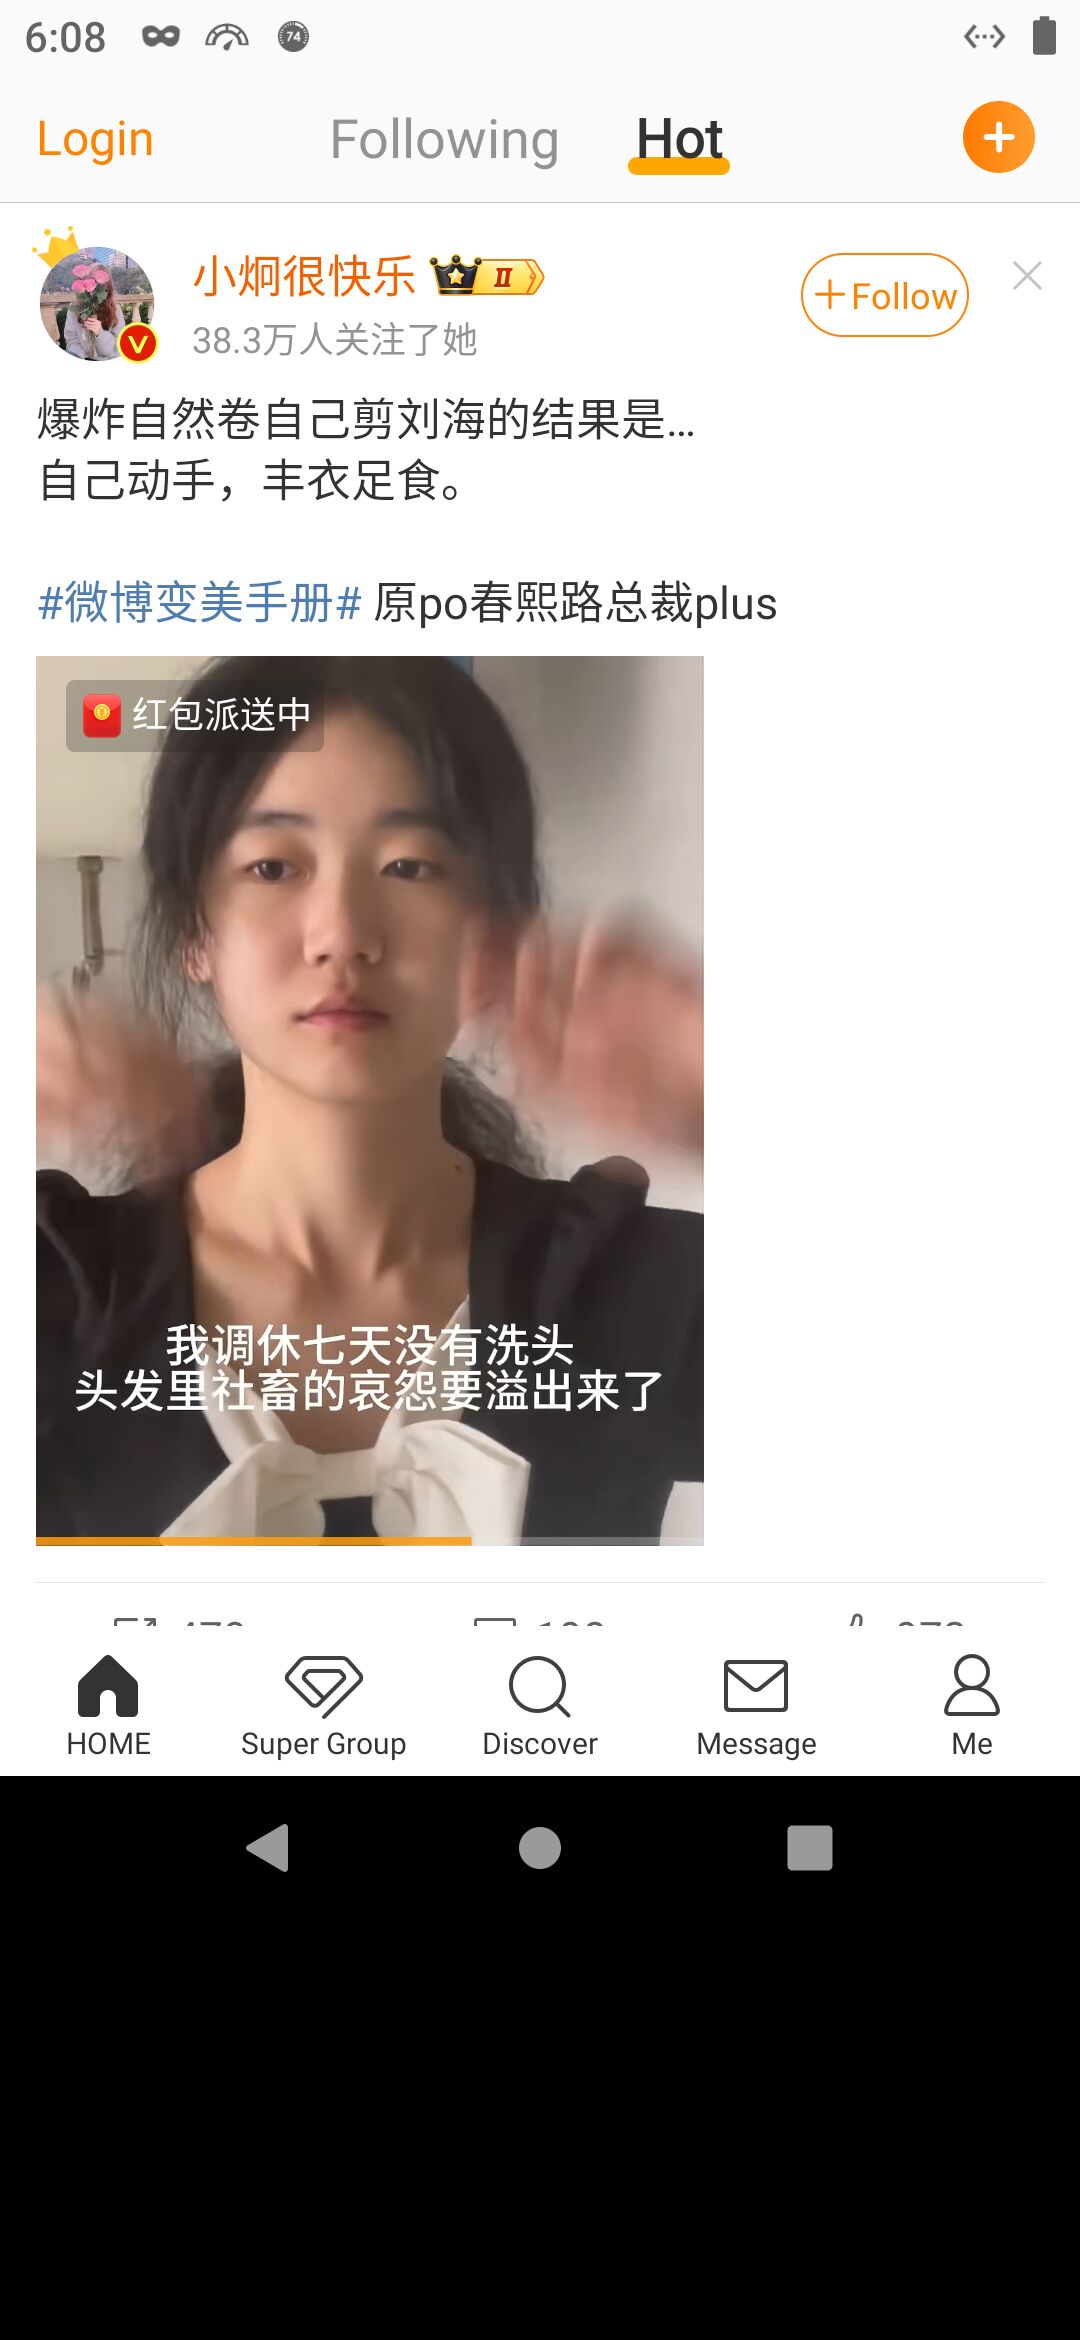 6:08
74
Login
Following
Hot
小炯很快乐
II
+Follow
V
38.3万人关注了她
爆炸自然卷自己剪刘海的结果是...
自己动手，丰衣足食。
#微博变美手册# 原po春熙路总裁plus
红包派送中
我调休七天没有洗头
头发里社畜的哀怨要溢出来了
HOME
Super Group
Discover
Message
Me